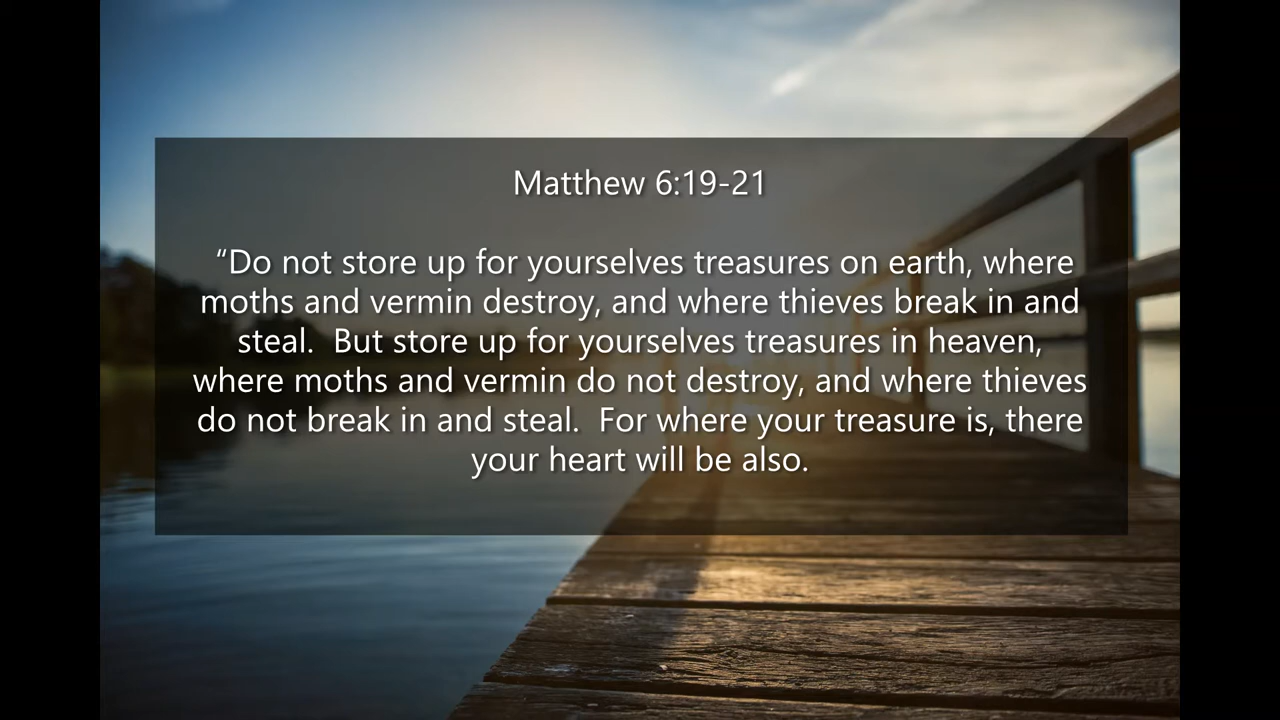 Matthew 6:19-21
“Do not store up for yourselves treasures on earth, where
moths and vermin destroy, and where thieves break in and
steal.  But store up for yourselves treasures in heaven,
where moths and vermin do not destroy, and where thieves
do not break in and steal.  For where your treasure is, there
your heart will be also.